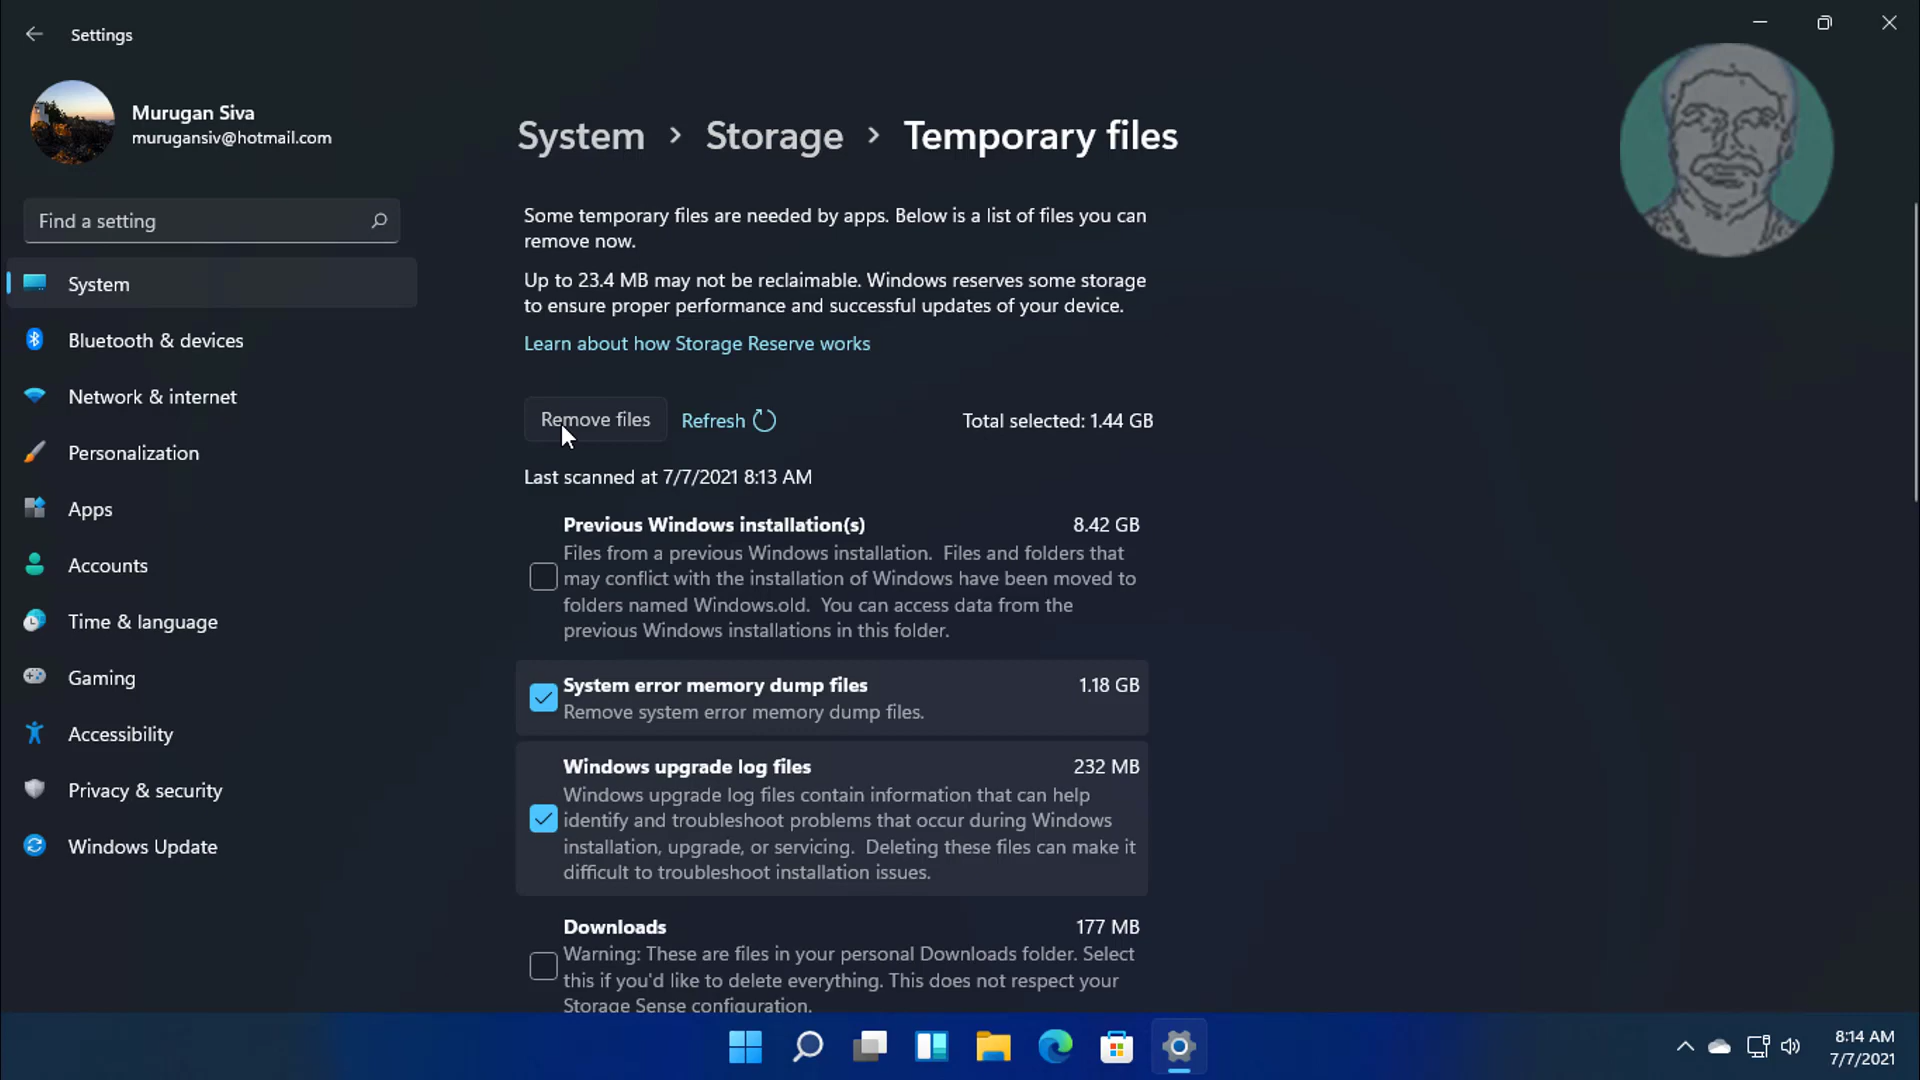 Settings
Murugan Siva
murugansiv@hotmail.com
Find a setting
System
Bluetooth & devices
Network & internet
Personalization
Apps
Accounts
Time & language
Gaming
Accessibility
Privacy & security
Windows Update
System > Storage > Temporary files
Some temporary files are needed by apps. Below is a list of files you can
remove now.
Up to 23.4 MB may not be reclaimable. Windows reserves some storage
to ensure proper performance and successful updates of your device.
Learn about how Storage Reserve works
Remove files Refresh Total selected: 1.44 GB
Last scanned at 7/7/2021 8:13 AM
Previous Windows installation(s) 8.42 GB
Files from a previous Windows installation. Files and folders that
may conflict with the installation of Windows have been moved to
folders named Windows.old. You can access data from the
previous Windows installations in this folder.
System error memory dump files 1.18 GB
Remove system error memory dump files.
Windows upgrade log files 232 MB
Windows upgrade log files contain information that can help
identify and troubleshoot problems that occur during Windows
installation, upgrade, or servicing. Deleting these files can make it
difficult to troubleshoot installation issues.
Downloads 177 MB
Warning: These are files in your personal Downloads folder. Select
this if you'd like to delete everything. This does not respect your
Storage Sense configuration.
8:14 AM
7/7/2021